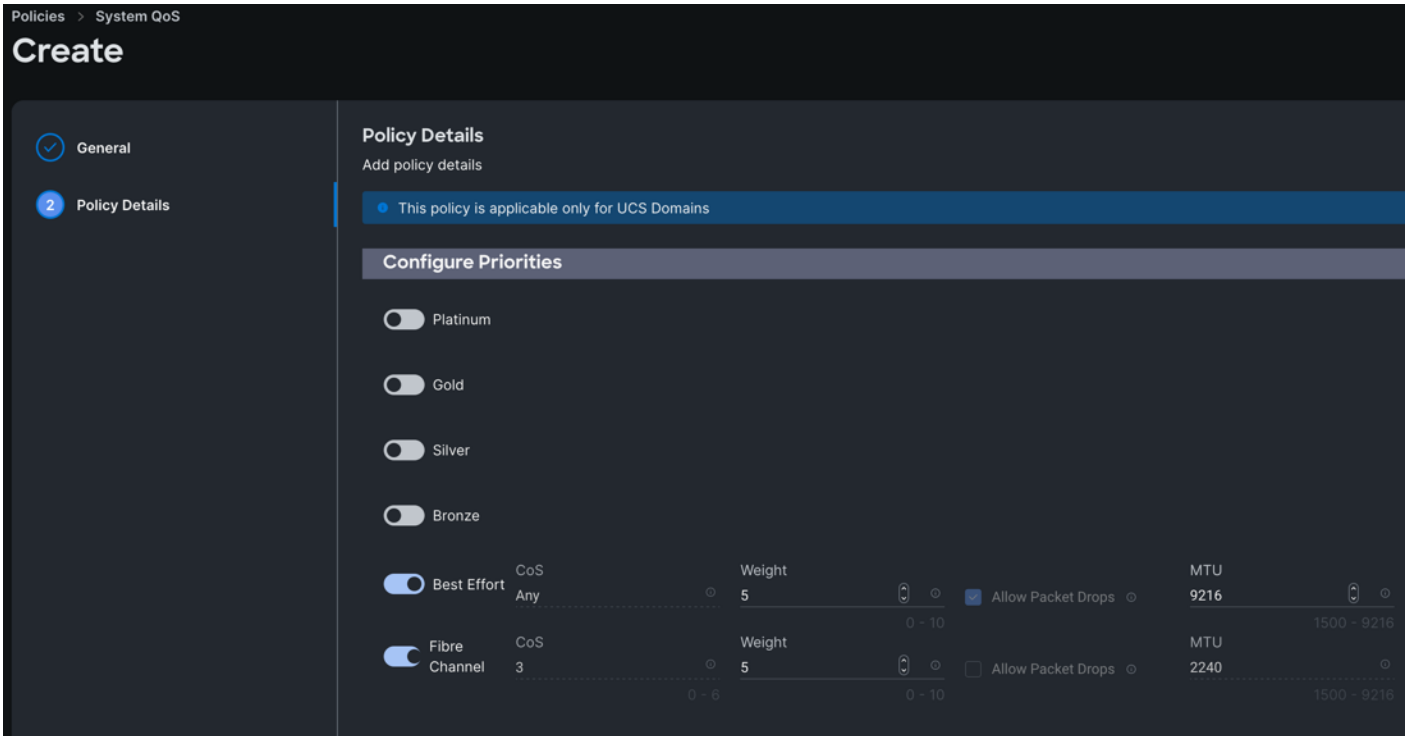 Policies > System QoS
Create
General
2 Policy Details
Policy Details
Add policy details
This policy is applicable only for UCS Domains
Configure Priorities
Platinum
Gold
Silver
Bronze
Best Effort
CoS
Any
Weight
5
0 - 10
Allow Packet Drops
MTU
9216
1500 - 9216
Fibre
Channel
CoS
3
0 - 6
Weight
5
0 - 10
Allow Packet Drops
MTU
2240
1500 - 9216